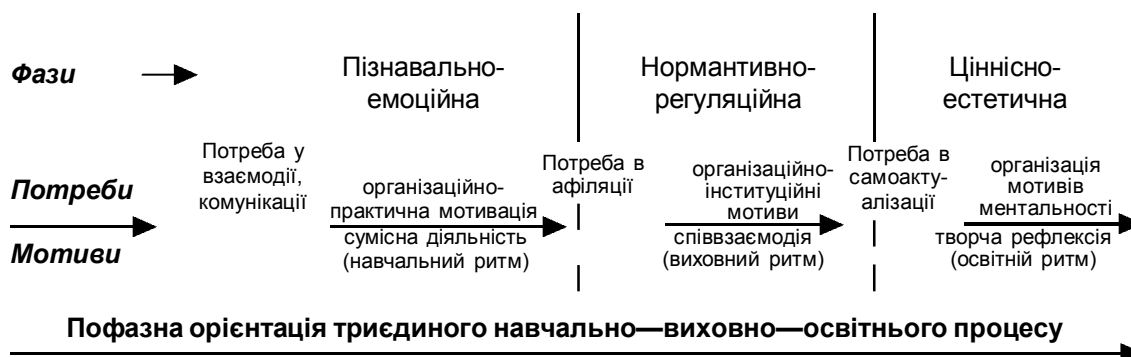 Фази
Пізнавально-
емоційна
Нормантивно-
регуляційна
Ціннісно-
естетична
Потреби
Мотиви
Потреба у
взаємодії,
комунікації
організаційно-
практична мотивація
сумісна діяльність
(навчальний ритм)
Потреба в
афіляції
організаційно-
інституційні
мотиви
співвзаємодія
(виховний ритм)
Потреба в
самоакту-
алізації
організація
мотивів
ментальності
творча рефлексія
(освітній ритм)
Пофазна орієнтація триєдиного навчально—виховно—освітнього процесу